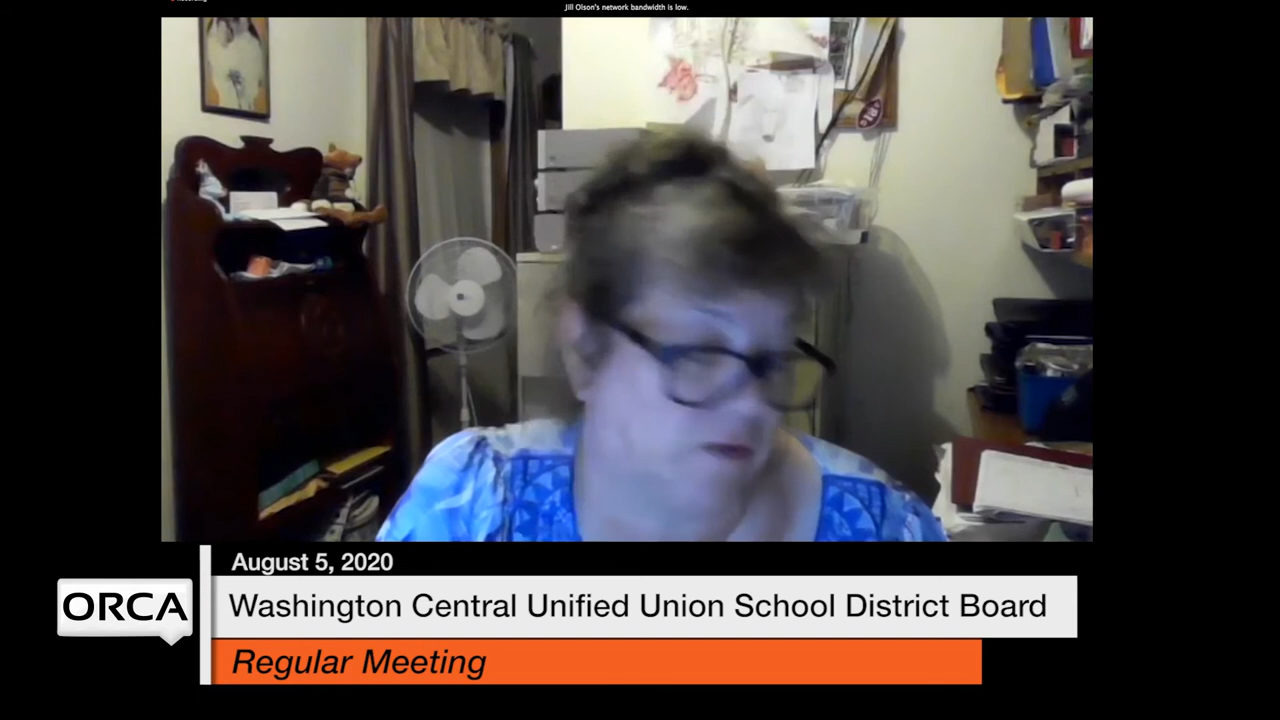 Recording
Jill Olson's network bandwidth is low.
August 5, 2020
ORCA
Washington Central Unified Union School District Board
Regular Meeting